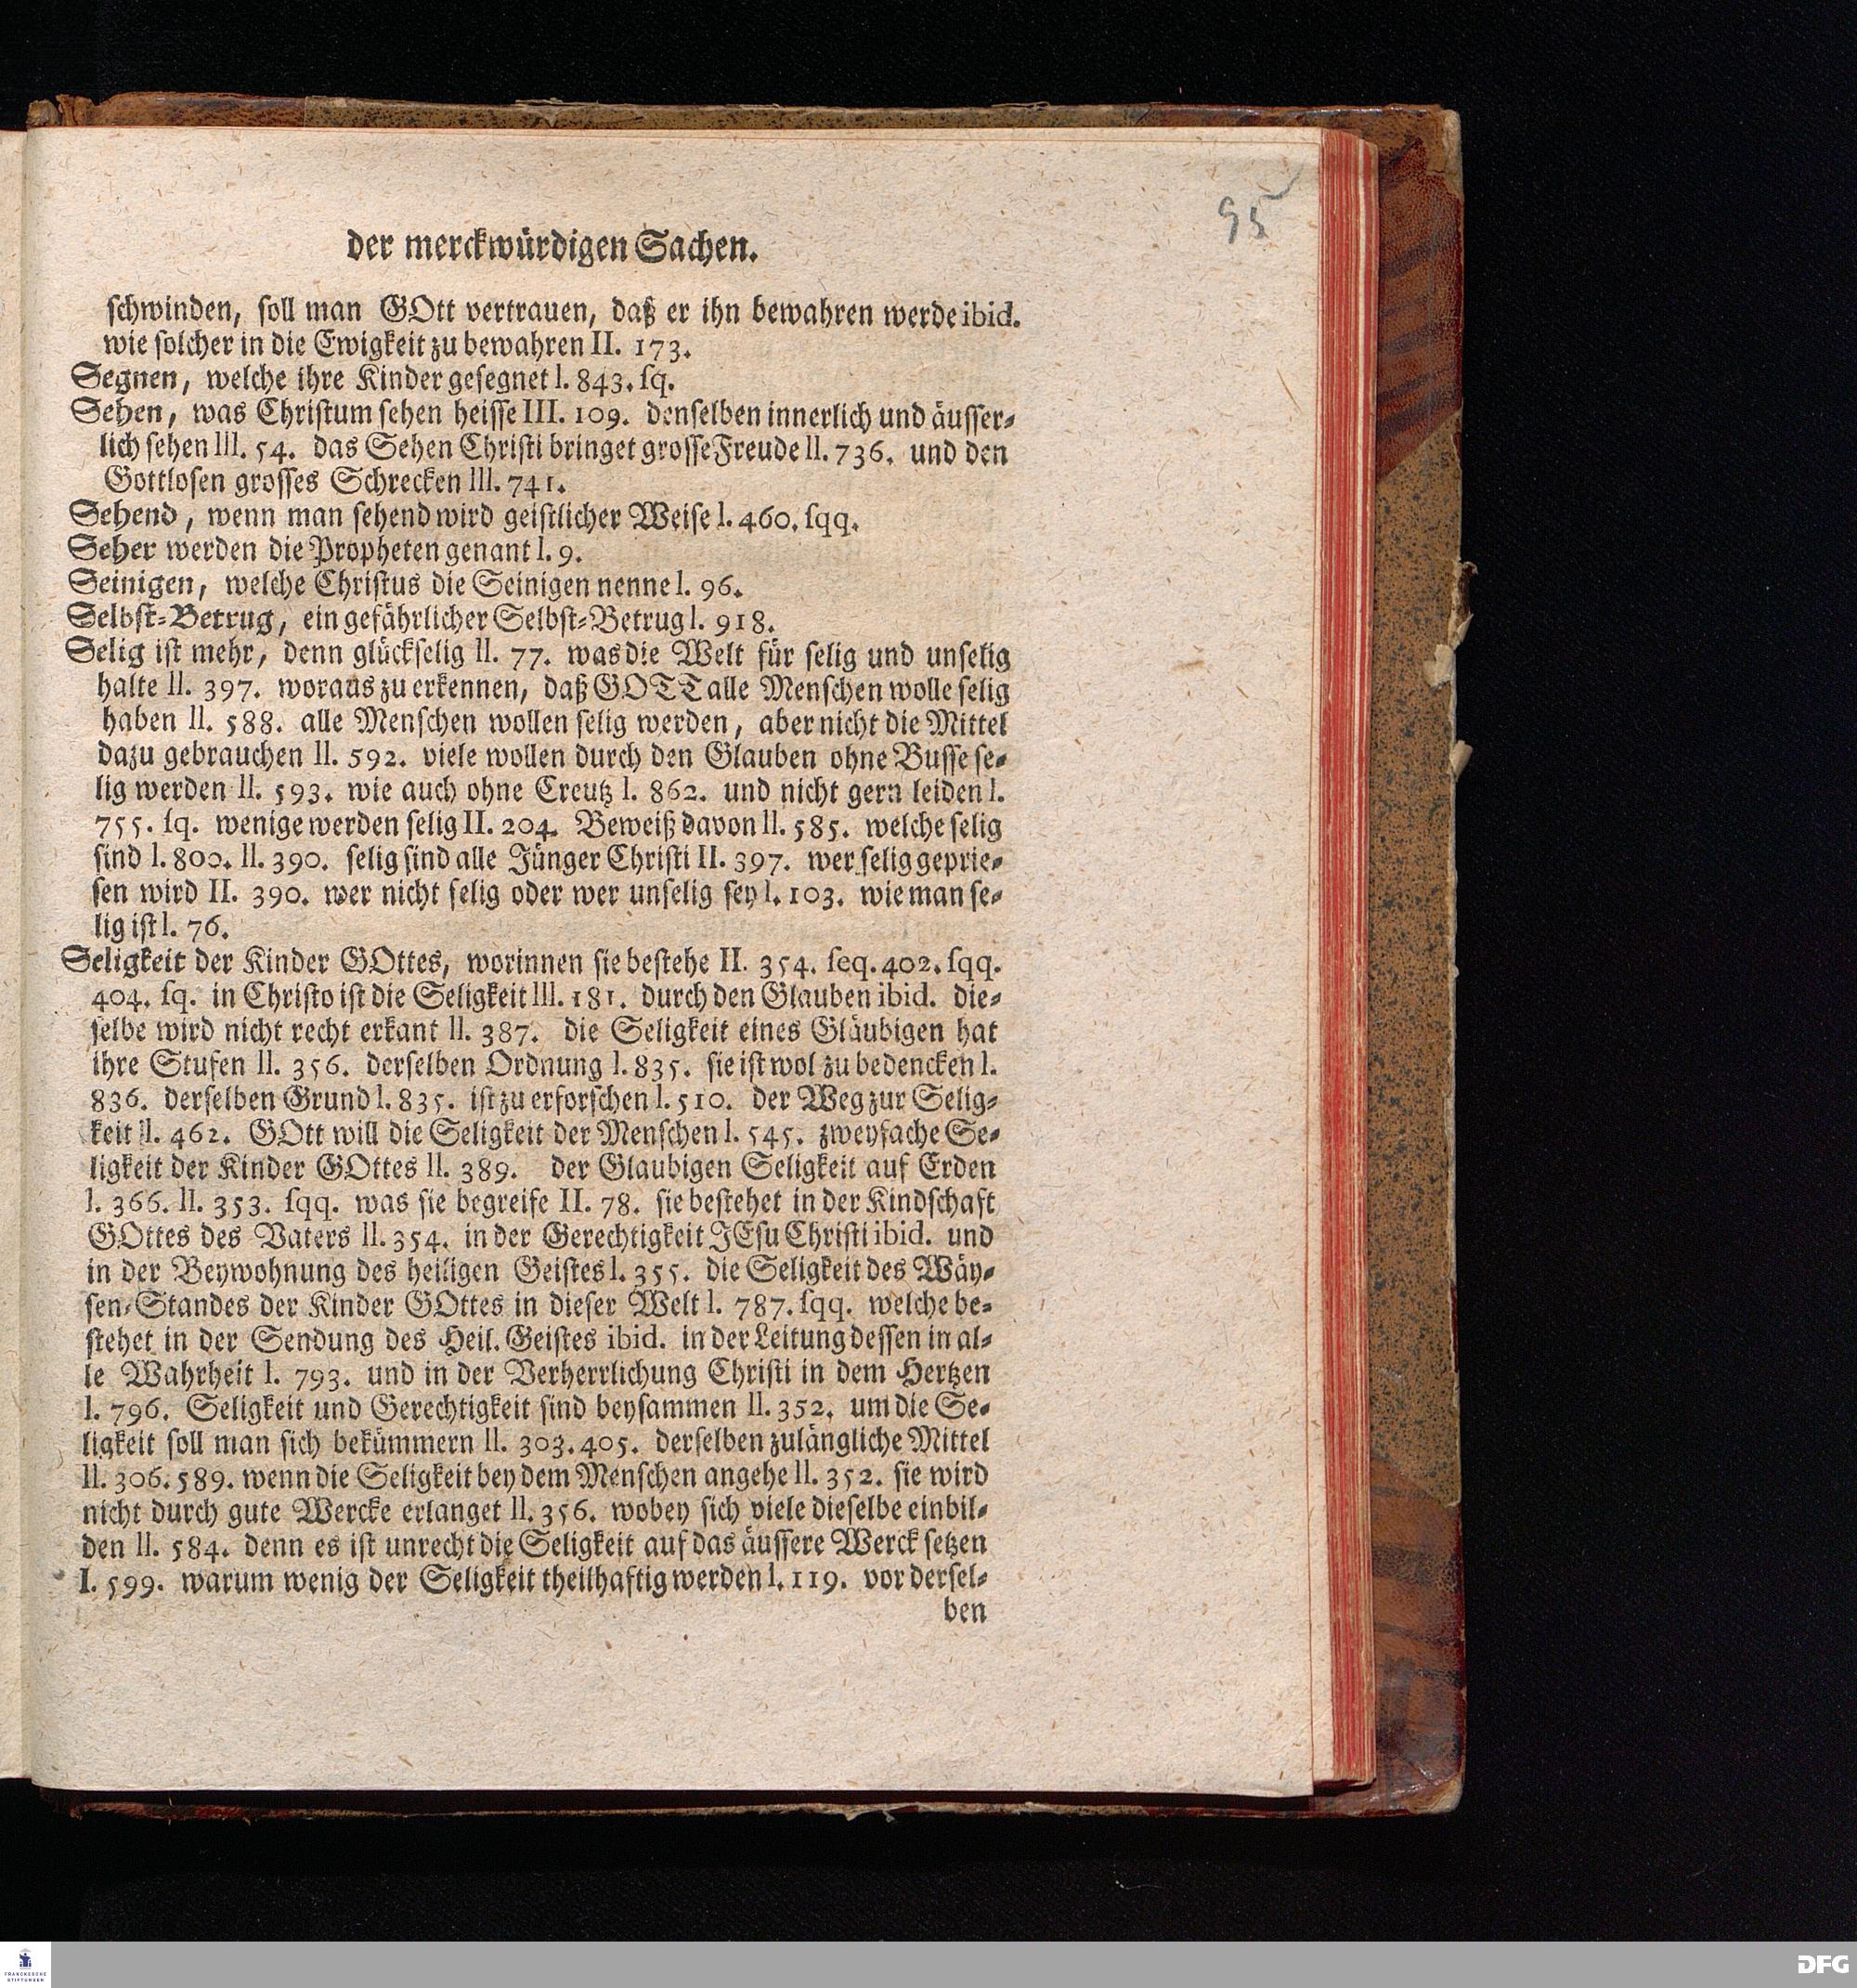 95
der merckwürdigen Sachen.
schwinden, soll man GOtt vertrauen, daß er ihn bewahren werde ibid.
wie solcher in die Ewigkeit zu bewahren II. 173.
Segnen, welche ihre Kinder gesegnet I. 843. sq.
Sehen, was Christum sehen heisse III. 109. denselben innerlich und äusser-
lich sehen III. 54. das Sehen Christi bringet grosse Freude II. 736. und den
Gottlosen grosses Schrecken III. 741.
Sehend, wenn man sehend wird geistlicher Weise I. 460. sqq.
Seher werden die Propheten genant I. 9.
Seinigen, welche Christus die Seinigen nenne I. 96.
Selbst-Betrug, ein gefährlicher Selbst-Betrug I. 918.
Selig ist mehr, denn glückselig II. 77. was die Welt für selig und unselig
halte II. 397. woraus zu erkennen, daß GOTT alle Menschen wolle selig
haben II. 588. alle Menschen wollen selig werden, aber nicht die Mittel
dazu gebrauchen II. 592. viele wollen durch den Glauben ohne Busse se-
lig werden II. 593. wie auch ohne Creutz I. 862. und nicht gern leiden I.
755. sq. wenige werden selig II. 204. Beweiß davon II. 585. welche selig
sind I. 800. II. 390. selig sind alle Jünger Christi II. 397. wer selig geprie-
sen wird II. 390. wer nicht selig oder wer unselig sey I. 103. wie man se-
lig ist I. 76.
Seligkeit der Kinder GOttes, worinnen sie bestehe II. 354. seq. 402. sqq.
404. sq. in Christo ist die Seligkeit III. 181. durch den Glauben ibid. die-
selbe wird nicht recht erkant II. 387. die Seligkeit eines Gläubigen hat
ihre Stufen II. 356. derselben Ordnung I. 835. sie ist wol zu bedencken I.
836. derselben Grund I. 835. ist zu erforschen I. 510. der Weg zur Selig-
keit II. 462. GOtt will die Seligkeit der Menschen I. 545. zweyfache Se-
ligkeit der Kinder GOttes II. 389. der Glaubigen Seligkeit auf Erden
I. 366. II. 353. sqq. was sie begreife II. 78. sie bestehet in der Kindschaft
GOttes des Vaters II. 354. in der Gerechtigkeit JEsu Christi ibid. und
in der Beywohnung des heiligen Geistes I. 355. die Seligkeit des Wäy-
sen-Standes der Kinder GOttes in dieser Welt I. 787. sqq. welche be-
stehet in der Sendung des Heil. Geistes ibid. in der Leitung dessen in al-
le Wahrheit I. 793. und in der Verherrlichung Christi in dem Hertzen
I. 796. Seligkeit und Gerechtigkeit sind beysammen II. 352. um die Se-
ligkeit soll man sich bekümmern II. 303. 405. derselben zulängliche Mittel
II. 306. 589. wenn die Seligkeit bey dem Menschen angehe II. 352. sie wird
nicht durch gute Wercke erlanget II. 356. wobey sich viele dieselbe einbil-
den II. 584. denn es ist unrecht die Seligkeit auf das äussere Werck setzen
I. 599. warum wenig der Seligkeit theilhaftig werden I. 119. vor dersel-
ben
FRANCKESCHE
STIFTUNGEN
DFG